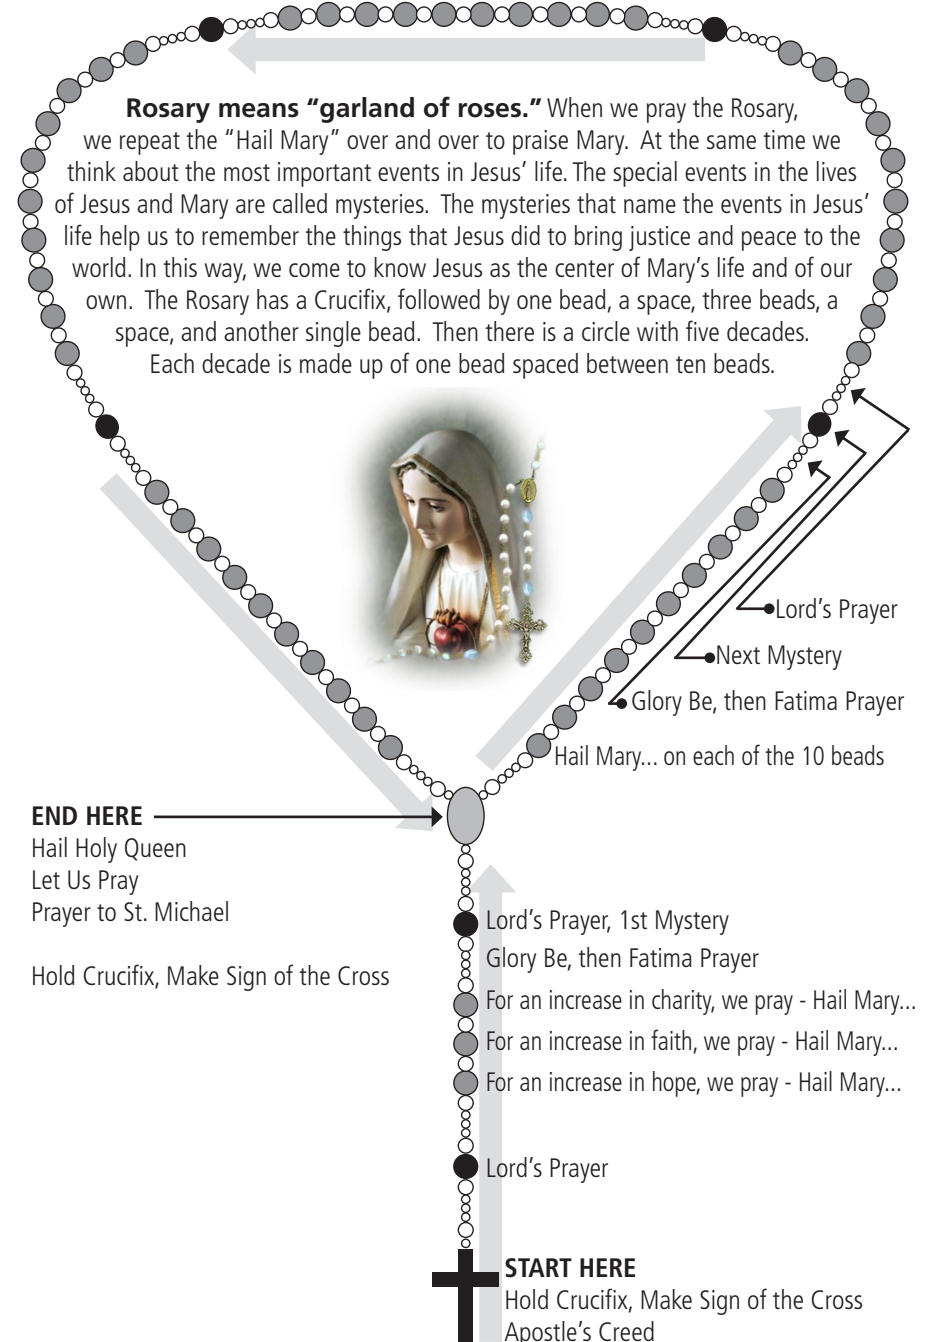 Rosary means “garland of roses.” When we pray the Rosary,
we repeat the “Hail Mary” over and over to praise Mary. At the same time we
think about the most important events in Jesus’ life. The special events in the lives
of Jesus and Mary are called mysteries. The mysteries that name the events in Jesus’
life help us to remember the things that Jesus did to bring justice and peace to the
world. In this way, we come to know Jesus as the center of Mary’s life and of our
own. The Rosary has a Crucifix, followed by one bead, a space, three beads, a
space, and another single bead. Then there is a circle with five decades.
Each decade is made up of one bead spaced between ten beads.
Lord’s Prayer
Next Mystery
Glory Be, then Fatima Prayer
Hail Mary... on each of the 10 beads
END HERE
Hail Holy Queen
Let Us Pray
Prayer to St. Michael
Hold Crucifix, Make Sign of the Cross
Lord’s Prayer, 1st Mystery
Glory Be, then Fatima Prayer
For an increase in charity, we pray - Hail Mary...
For an increase in faith, we pray - Hail Mary...
For an increase in hope, we pray - Hail Mary...
Lord’s Prayer
START HERE
Hold Crucifix, Make Sign of the Cross
Apostle’s Creed